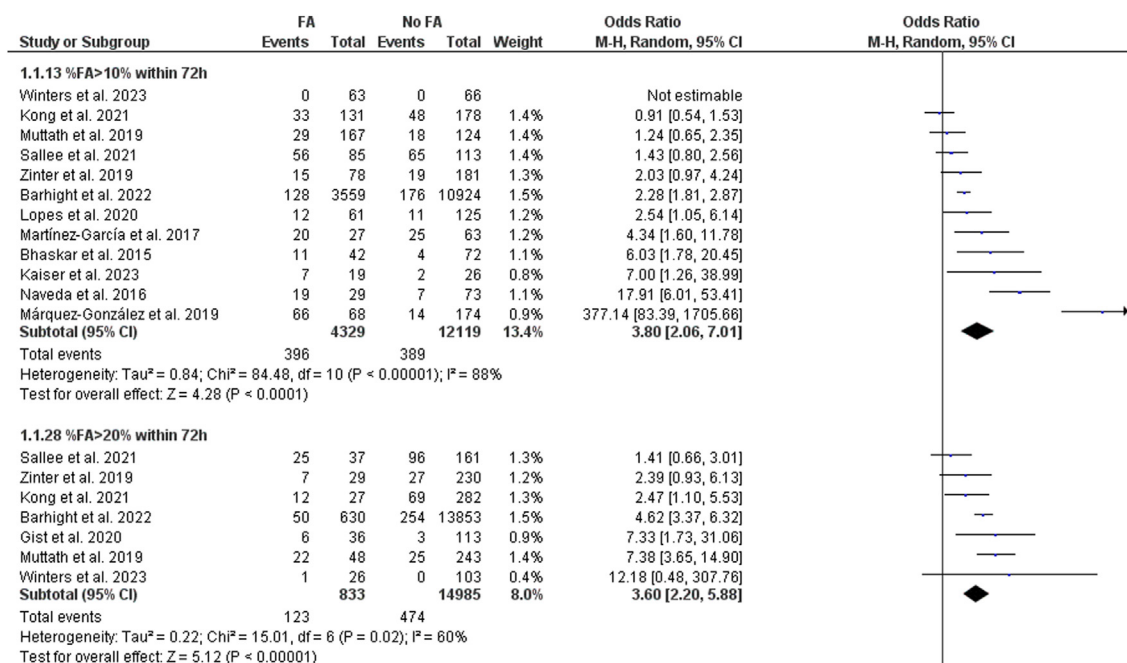 FA No FA Odds Ratio Odds Ratio
Study or Subgroup Events Total Events Total Weight M-H, Random, 95% CI M-H, Random, 95% CI
1.1.13 %FA>10% within 72h
Winters et al. 2023 0 63 0 66 Not estimable
Kong et al. 2021 33 131 48 178 1.4% 0.91 [0.54, 1.53]
Muttath et al. 2019 29 167 18 124 1.4% 1.24 [0.65, 2.35]
Sallee et al. 2021 56 85 65 113 1.4% 1.43 [0.80, 2.56]
Zinter et al. 2019 15 78 19 181 1.3% 2.03 [0.97, 4.24]
Barhight et al. 2022 128 3559 176 10924 1.5% 2.28 [1.81, 2.87]
Lopes et al. 2020 12 61 11 125 1.2% 2.54 [1.05, 6.14]
Martínez-García et al. 2017 20 27 25 63 1.2% 4.34 [1.60, 11.78]
Bhaskar et al. 2015 11 42 4 72 1.1% 6.03 [1.78, 20.45]
Kaiser et al. 2023 7 19 2 26 0.8% 7.00 [1.26, 38.99]
Naveda et al. 2016 19 29 7 73 1.1% 17.91 [6.01, 53.41]
Márquez-González et al. 2019 66 68 14 174 0.9% 377.14 [83.39, 1705.66]
Subtotal (95% CI) 4329 12119 13.4% 3.80 [2.06, 7.01]
Total events 396 389
Heterogeneity: Tau² = 0.84; Chi² = 84.48, df = 10 (P < 0.00001); I² = 88%
Test for overall effect: Z = 4.28 (P < 0.0001)
1.1.28 %FA>20% within 72h
Sallee et al. 2021 25 37 96 161 1.3% 1.41 [0.66, 3.01]
Zinter et al. 2019 7 29 27 230 1.2% 2.39 [0.93, 6.13]
Kong et al. 2021 12 27 69 282 1.2% 2.47 [1.10, 5.53]
Barhight et al. 2022 50 630 254 13853 1.5% 4.62 [3.37, 6.32]
Gist et al. 2020 6 36 3 113 0.9% 7.33 [1.73, 31.06]
Muttath et al. 2019 22 48 25 243 1.3% 7.38 [3.65, 14.90]
Winters et al. 2023 1 26 0 103 0.4% 12.18 [0.48, 307.76]
Subtotal (95% CI) 833 14985 8.0% 3.60 [2.20, 5.88]
Total events 123 474
Heterogeneity: Tau² = 0.22; Chi² = 15.01, df = 6 (P = 0.02); I² = 60%
Test for overall effect: Z = 5.12 (P < 0.00001)